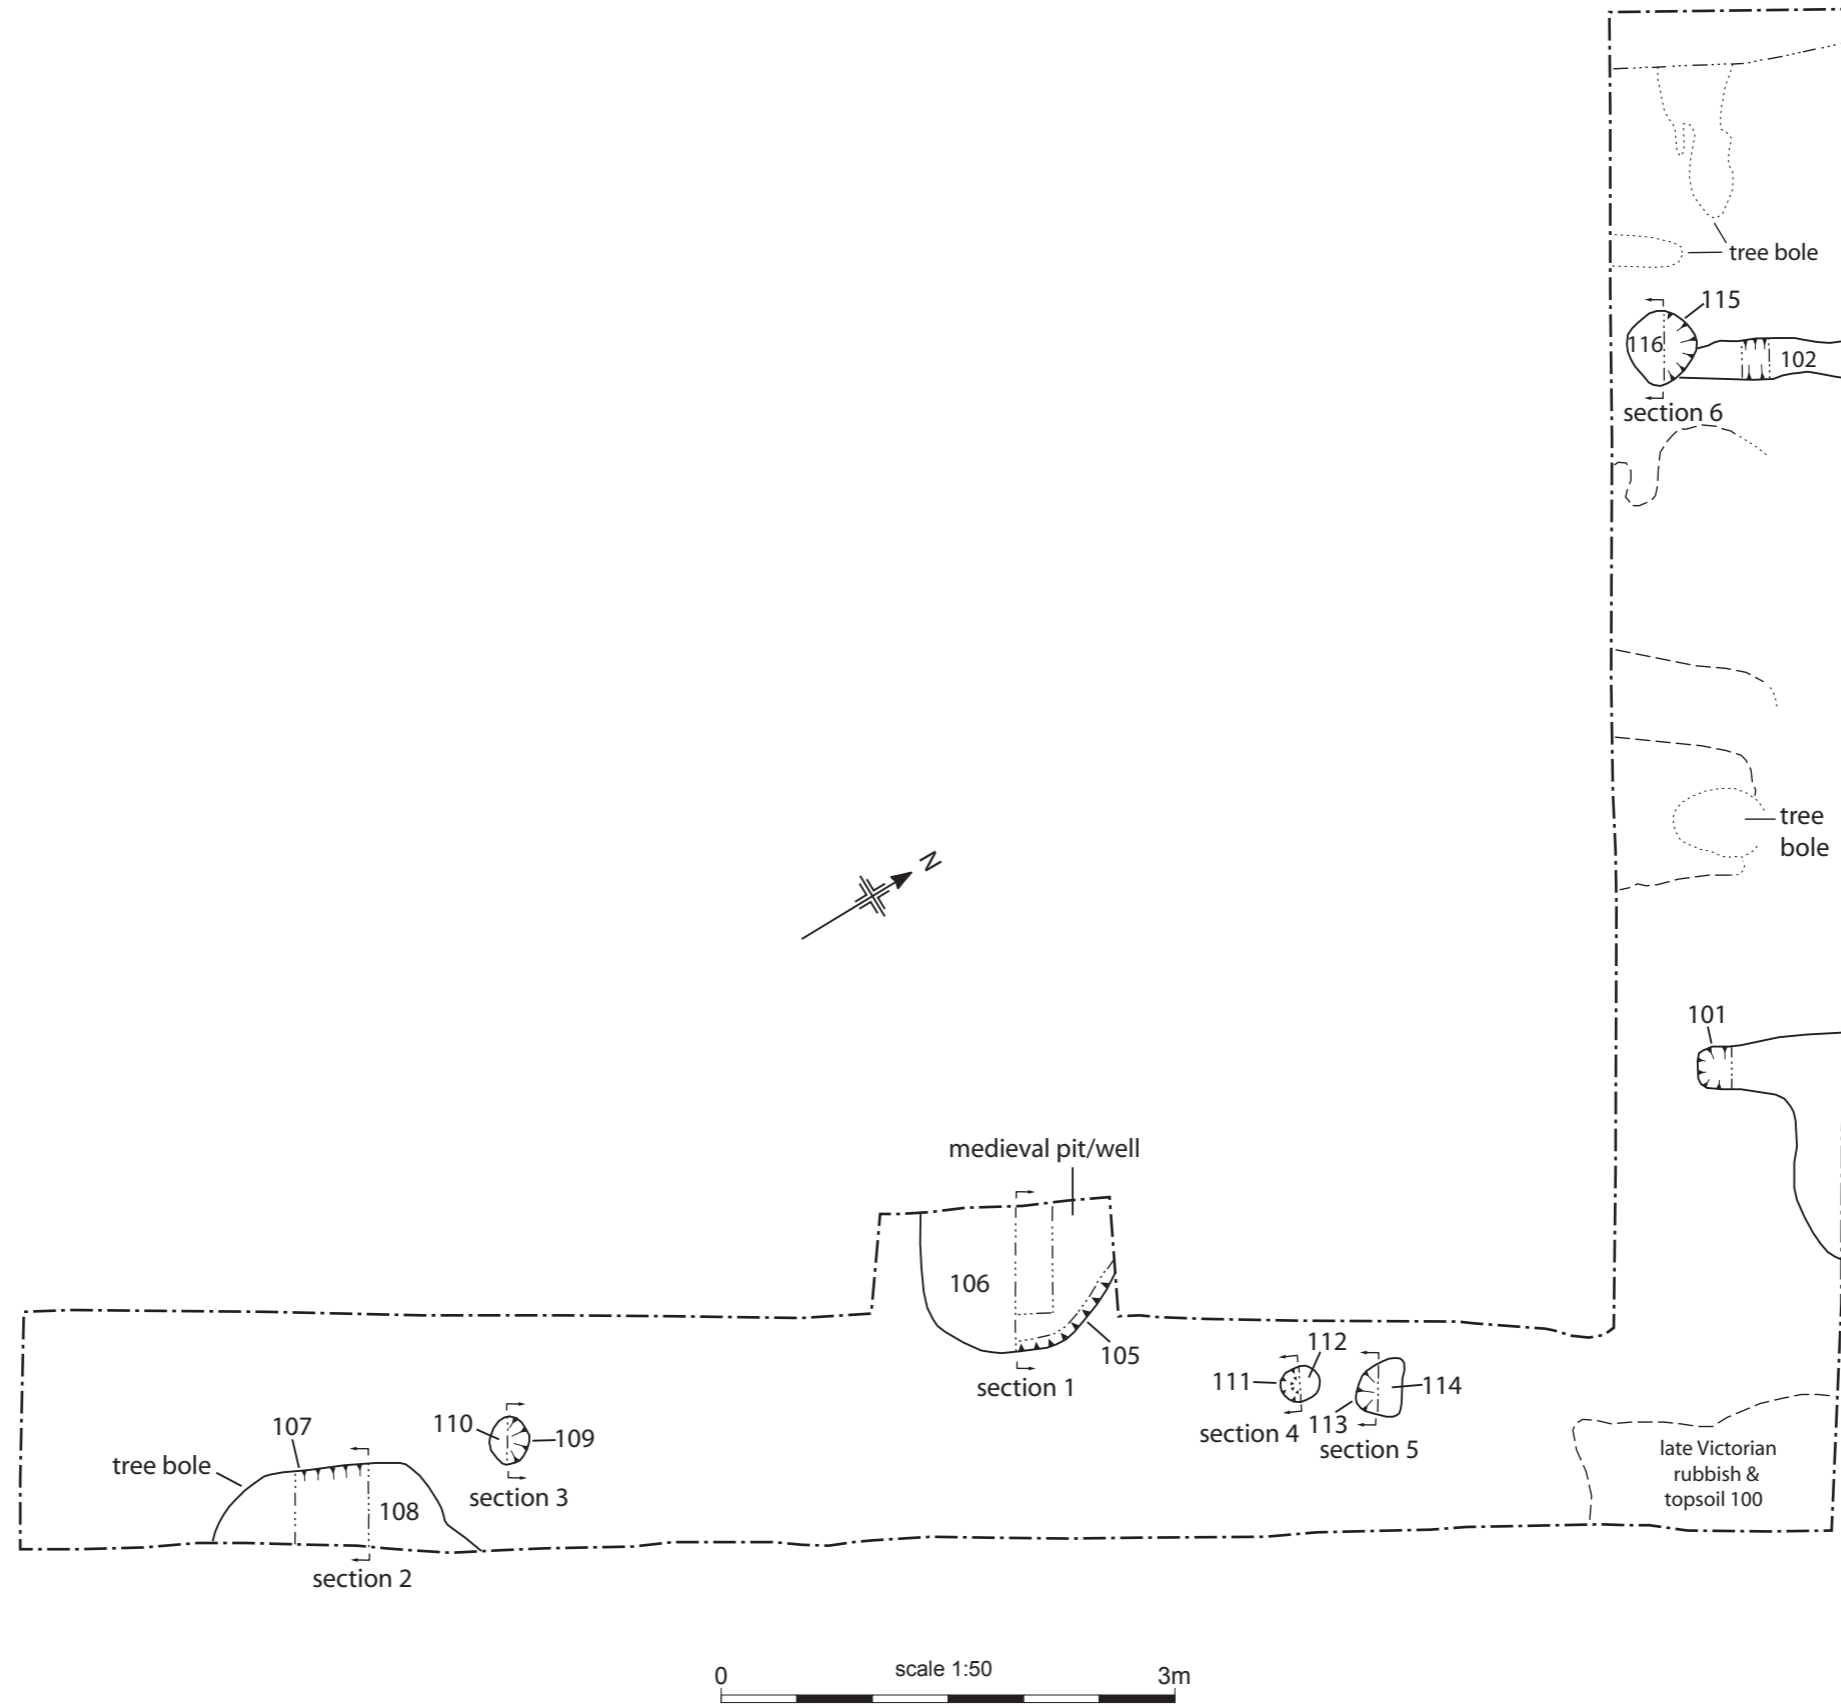 tree bole
115
116
102
section 6
tree
bole
N
101
medieval pit/well
106
105
section 1
112
111
114
113
section 4
section 5
107
110
109
tree bole
section 3
108
late Victorian
rubbish &
topsoil 100
section 2
0
scale 1:50
3m